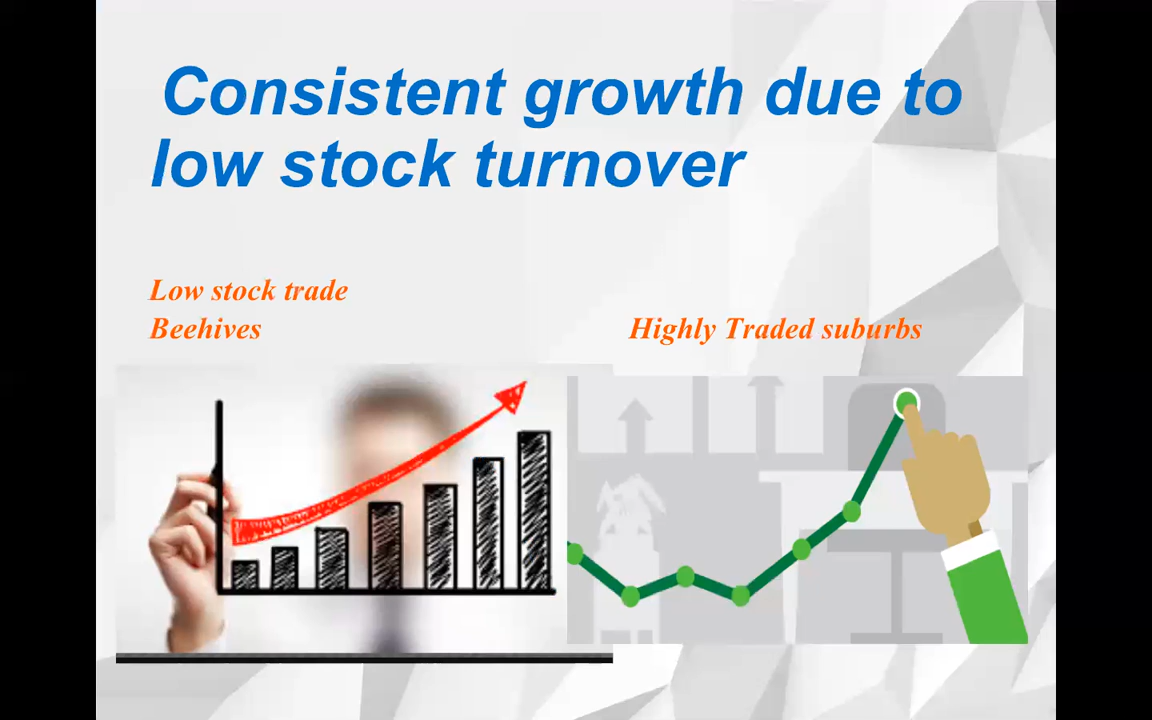 Consistent growth due to
low stock turnover
Low stock trade
Beehives
Highly Traded suburbs